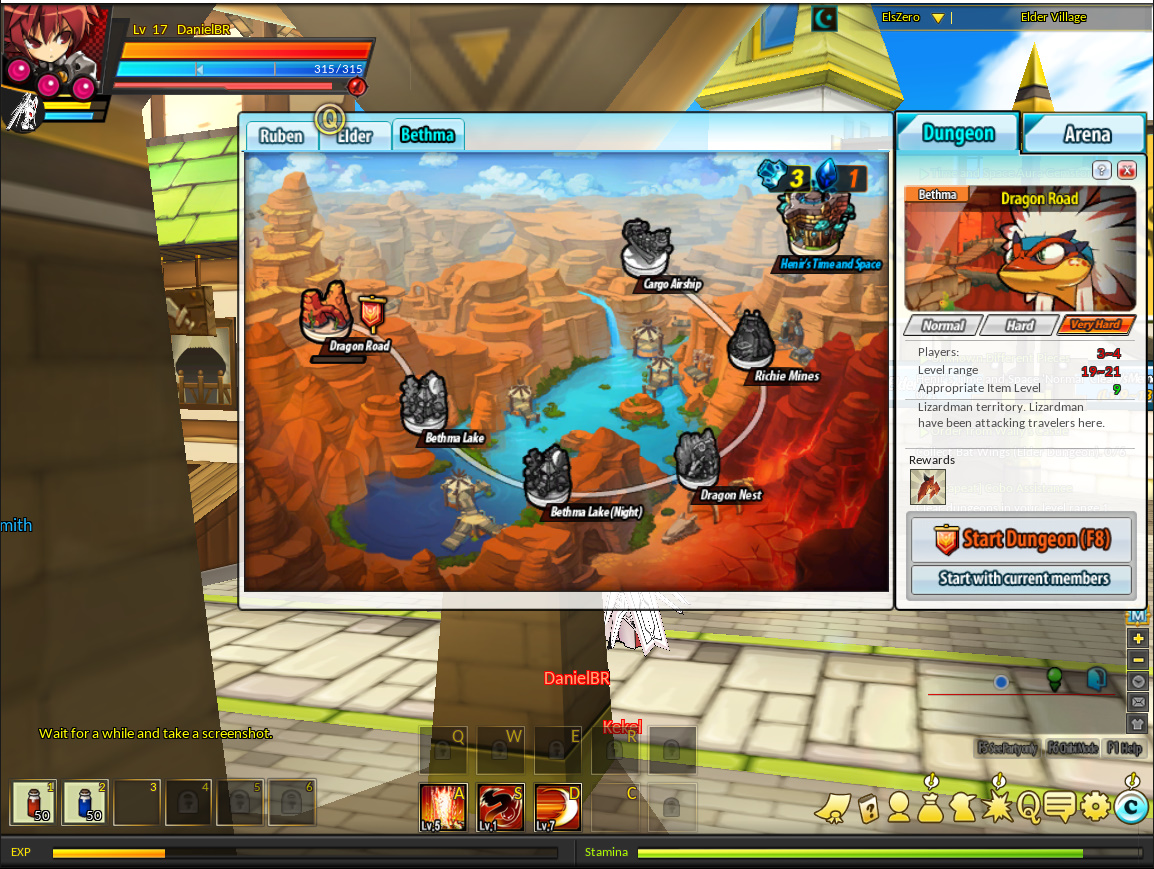 Lv 17 DanielBR
315/315
ElsZero
Elder Village
Q
Ruben
Elder
Bethma
Dungeon
Arena
?
X
3
1
Henir's Time and Space
Cargo Airship
Dragon Road
Richie Mines
Bethma Lake
Dragon Nest
Bethma Lake (Night)
Bethma
Dragon Road
Normal
Hard
Very Hard
Players:
3~4
Level range
19~21
Appropriate Item Level
9
Lizardman territory. Lizardman
have been attacking travelers here.
Rewards
Start Dungeon (F8)
Start with current members
mith
M
DanielBR
Kekel
Wait for a while and take a screenshot.
F1 Help
Q
W
E
R
1
50
2
50
3
4
5
6
A
Lv.5
S
Lv.1
D
Lv.7
C
?
Q
C
EXP
Stamina